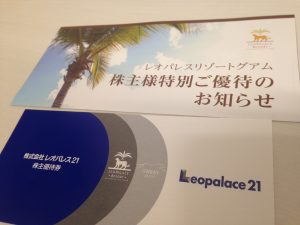 レオパレスリゾートグアム
株主様特別ご優待の
お知らせ
株式会社 レオパレス21
株主優待券
Leopalace 21